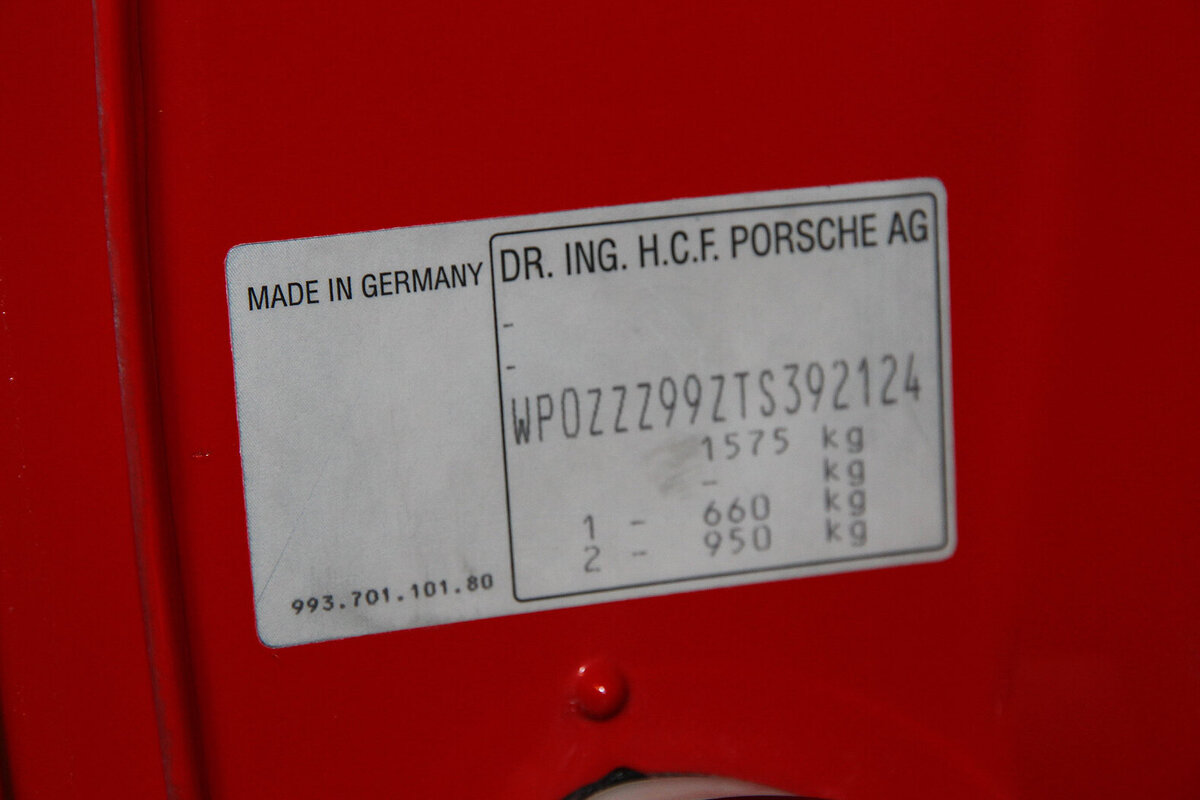 MADE IN GERMANY
DR. ING. H.C.F. PORSCHE AG
-
-
WP0ZZZ99ZTS392124
1575 kg
- kg
1 - 660 kg
2 - 950 kg
993.701.101.80